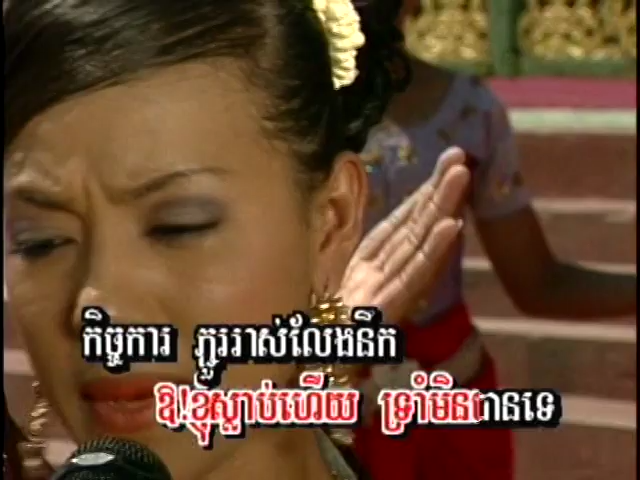 កិច្ចការ ភ្ជួររាស់លែងនឹក
ឱ!ខ្ញុំស្លាប់ហើយ ទ្រាំមិនបានទេ